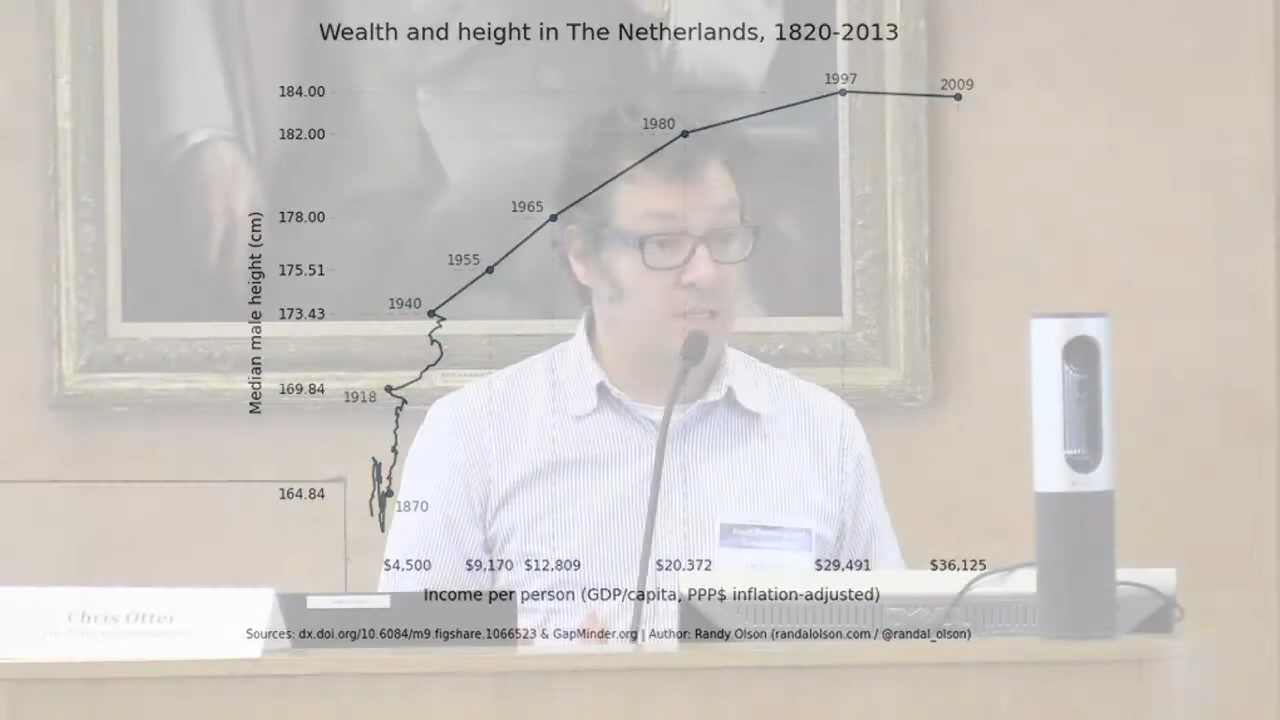 Wealth and height in The Netherlands, 1820-2013
1997
2009
184.00
1980
182.00
1965
178.00
1955
175.51
1940
173.43
Median male height (cm)
169.84
1918
164.84
1870
$4,500 $9,170 $12,809 $20,372 $29,491 $36,125
Income per person (GDP/capita, PPP$ inflation-adjusted)
Chris Otter
Sources: dx.doi.org/10.6084/m9.figshare.1066523 & GapMinder.org | Author: Randy Olson (randalolson.com / @randal_olson)